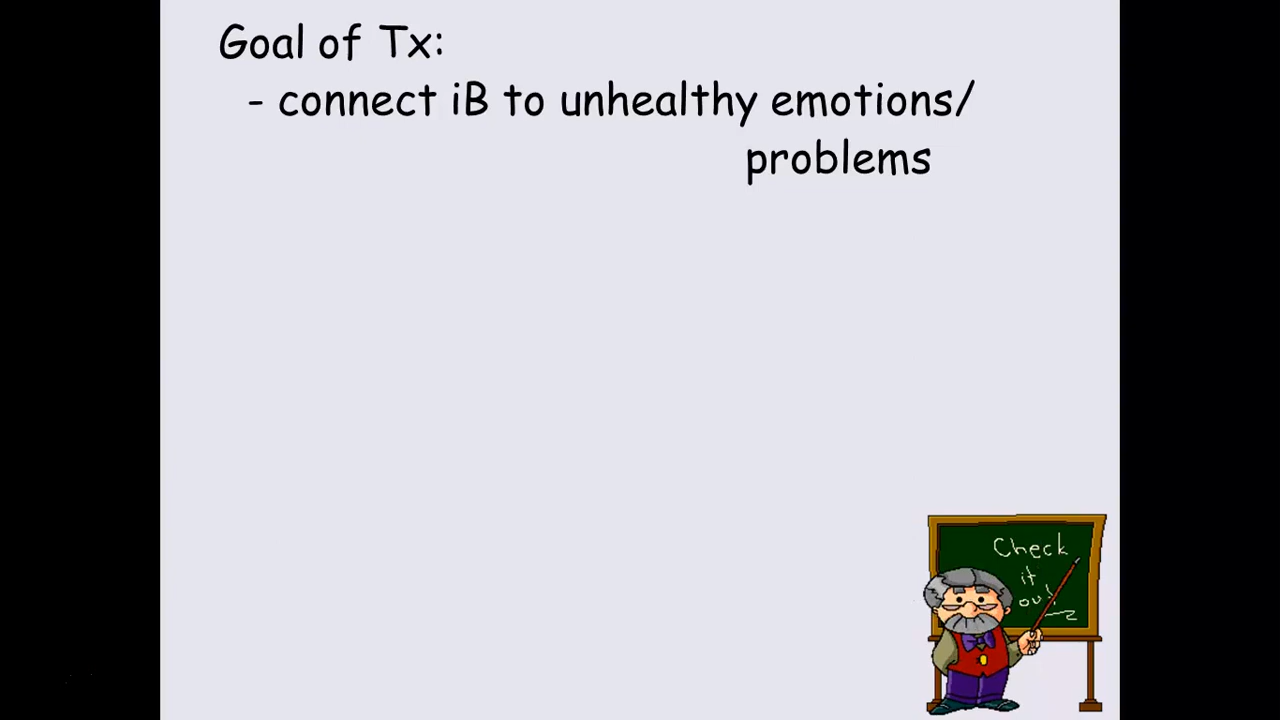 Goal of Tx:
- connect iB to unhealthy emotions/
problems
Check
it
out!